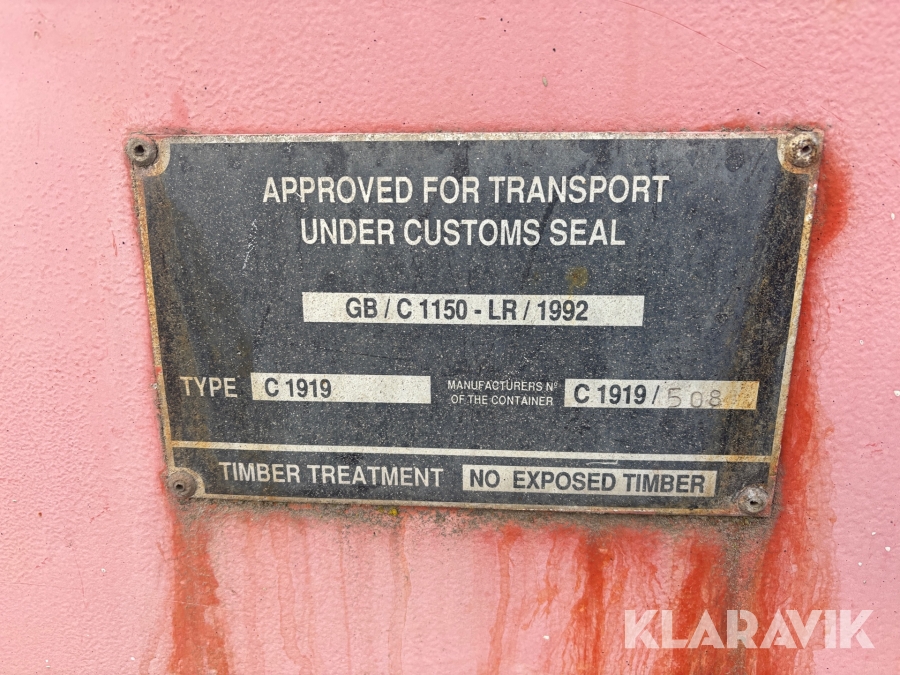 APPROVED FOR TRANSPORT
UNDER CUSTOMS SEAL
GB / C 1150 - LR / 1992
TYPE C 1919 MANUFACTURERS Nº OF THE CONTAINER C 1919 / 508
TIMBER TREATMENT NO EXPOSED TIMBER
KLARAVIK